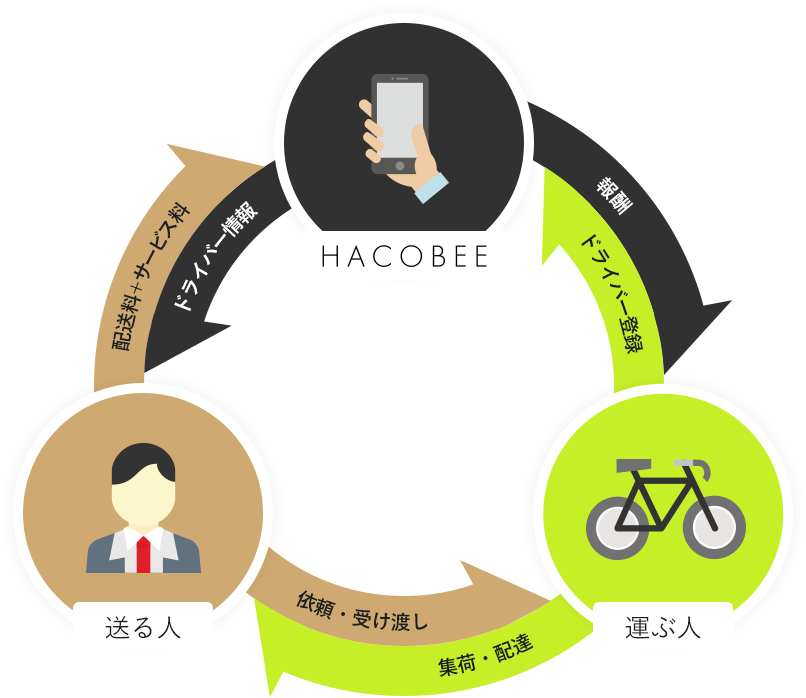 HACOBEE
配送料+サービス料
ドライバー情報
報酬
ドライバー登録
送る人
依頼・受け渡し
集荷・配達
運ぶ人